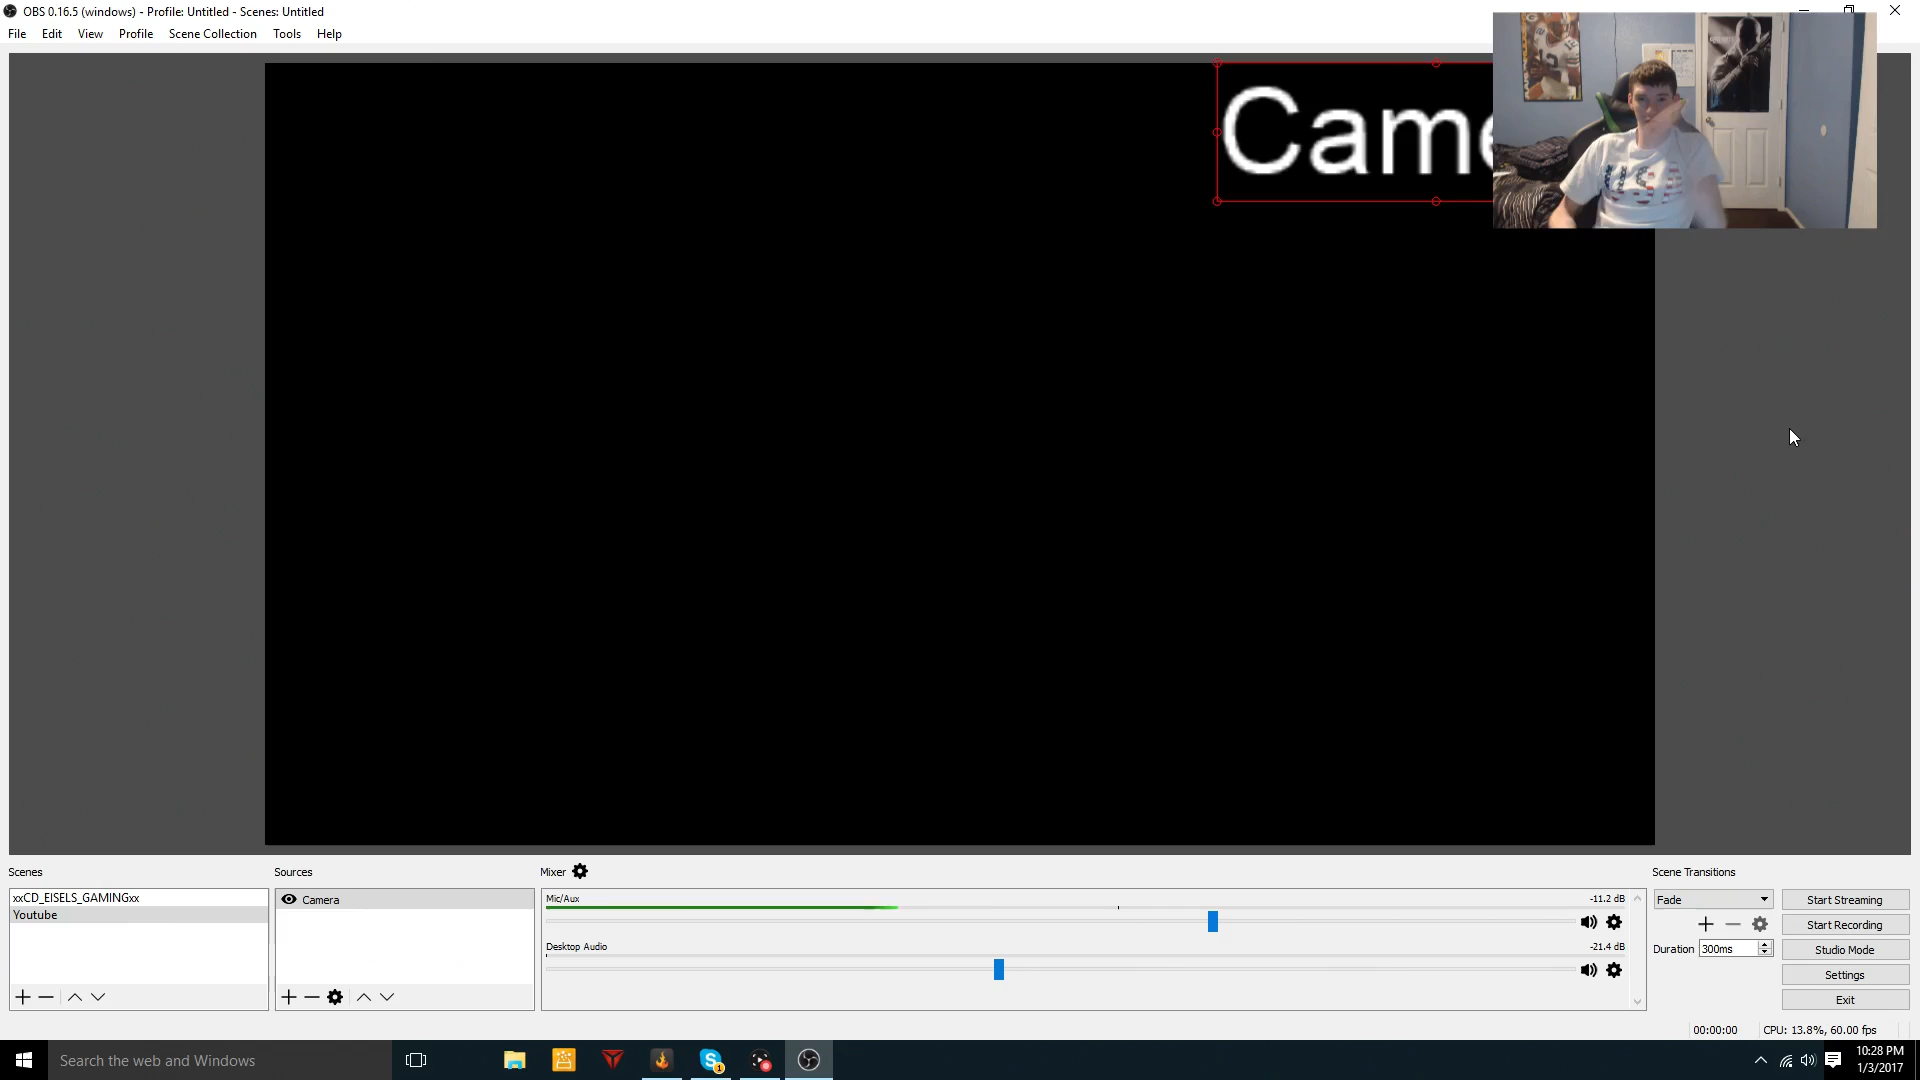 OBS 0.16.5 (windows) - Profile: Untitled - Scenes: Untitled
File Edit View Profile Scene Collection Tools Help
Came
12
USA
Scenes
xxCD_EISELS_GAMINGxx
Youtube
Sources
Camera
Mixer
Mic/Aux
-11.2 dB
Desktop Audio
-21.4 dB
Scene Transitions
Fade
Duration 300ms
Start Streaming
Start Recording
Studio Mode
Settings
Exit
00:00:00
CPU: 13.8%, 60.00 fps
Search the web and Windows
1
10:28 PM
1/3/2017